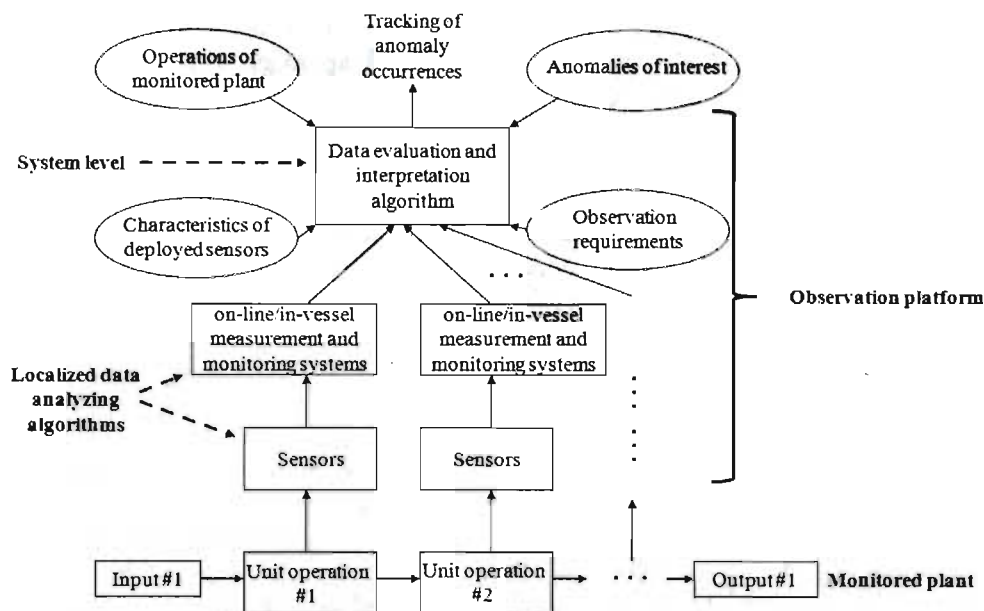 Tracking of
anomaly
occurrences
Operations of
monitored plant
Anomalies of interest
System level
Data evaluation and
interpretation
algorithm
Characteristics of
deployed sensors
Observation
requirements
. . .
on-line/in-vessel
measurement and
monitoring systems
on-line/in-vessel
measurement and
monitoring systems
Observation platform
Localized data
analyzing
algorithms
Sensors
Sensors
Input #1
Unit operation
#1
Unit operation
#2
. . .
Output #1
Monitored plant